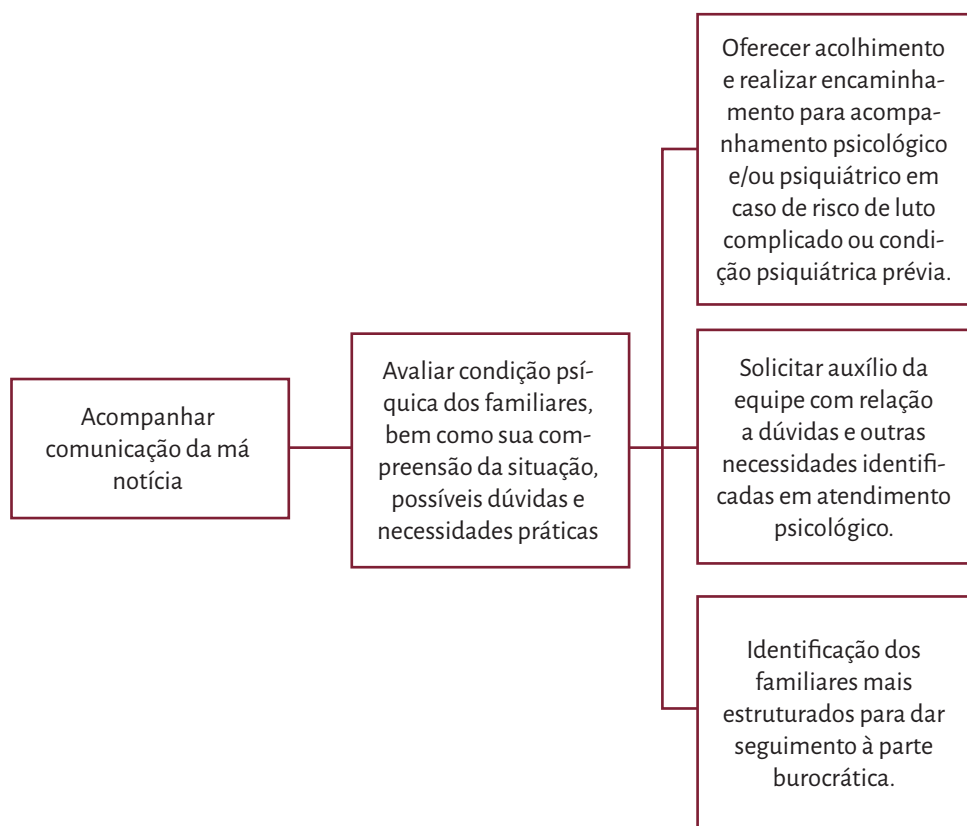 Acompanhar
comunicação da má
notícia
Avaliar condição psí-
quica dos familiares,
bem como sua com-
preensão da situação,
possíveis dúvidas e
necessidades práticas
Oferecer acolhimento
e realizar encaminha-
mento para acompa-
nhamento psicológico
e/ou psiquiátrico em
caso de risco de luto
complicado ou condi-
ção psiquiátrica prévia.
Solicitar auxílio da
equipe com relação
a dúvidas e outras
necessidades identifi-
cadas em atendimento
psicológico.
Identificação dos
familiares mais
estruturados para dar
seguimento à parte
burocrática.